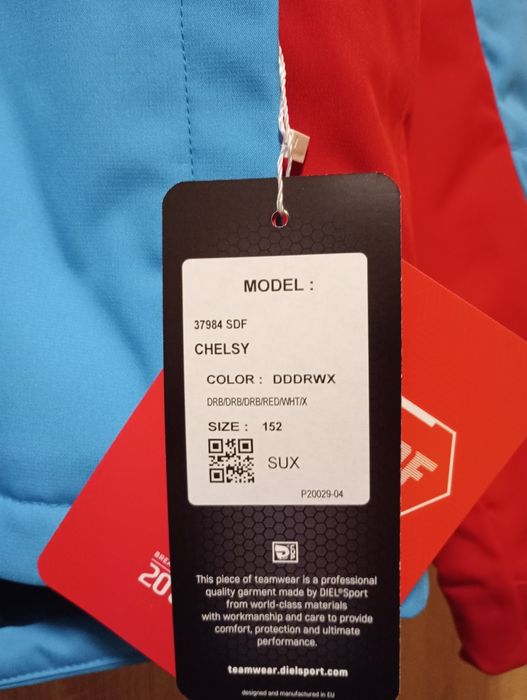 MODEL :
37984 SDF
CHELSY
COLOR : DDDRWX
DRB/DRB/DRB/RED/WHT/X
SIZE : 152
SUX
P20029-04
This piece of teamwear is a professional
quality garment made by DIEL®Sport
from world-class materials
with workmanship and care to provide
comfort, protection and ultimate
performance.
teamwear.dielsport.com
designed and manufactured in EU